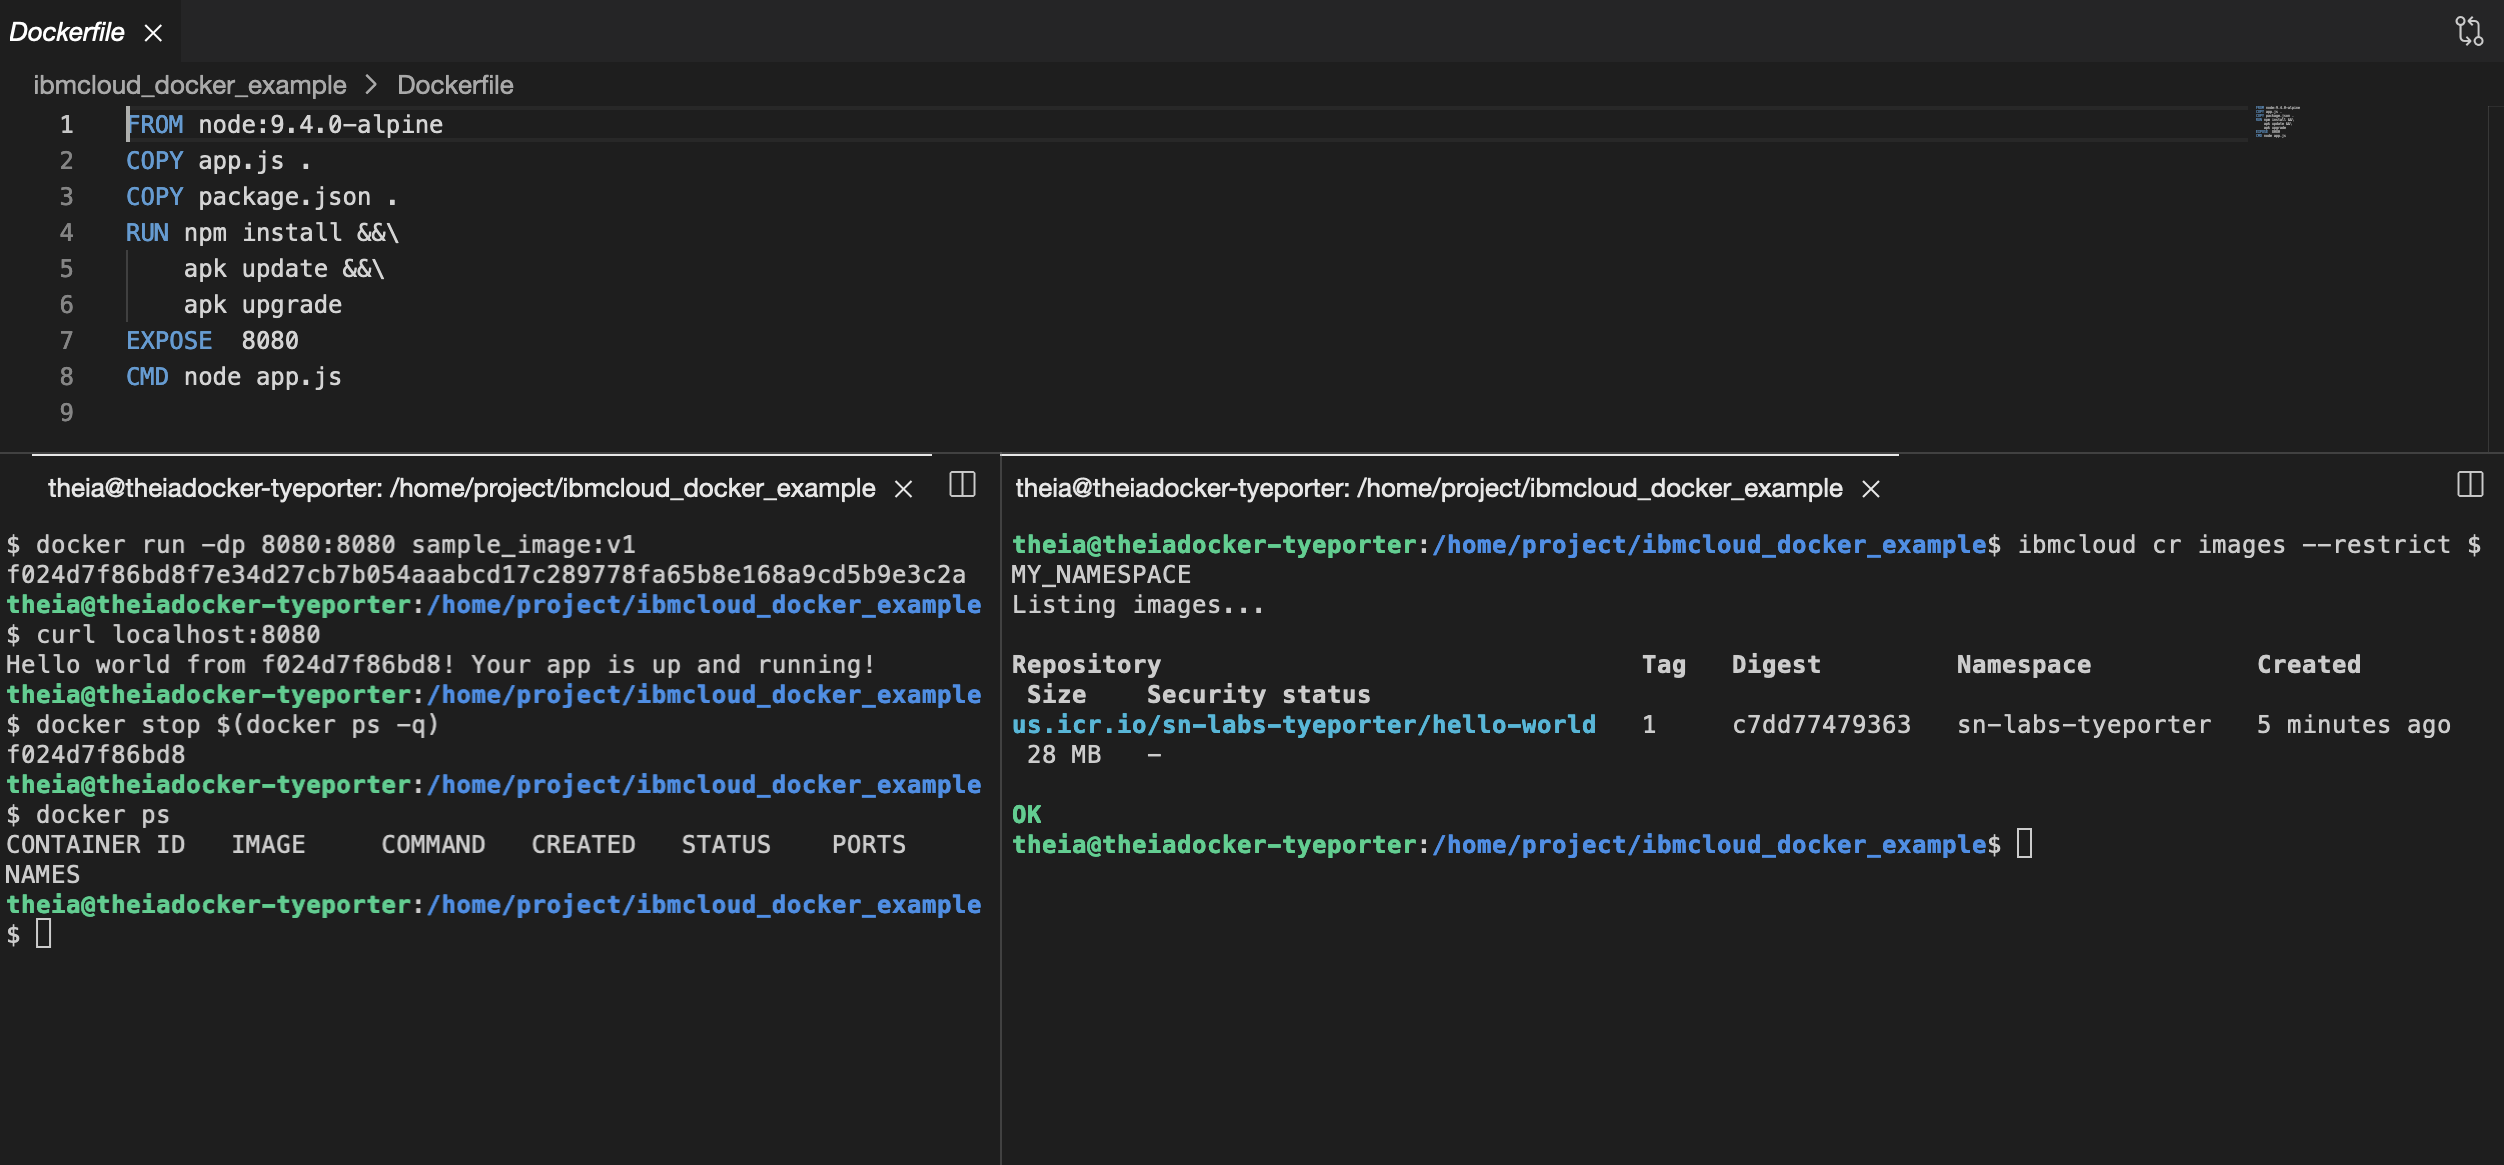 Dockerfile
ibmcloud_docker_example > Dockerfile
1 FROM node:9.4.0-alpine
2 COPY app.js .
3 COPY package.json .
4 RUN npm install &&\
5     apk update &&\
6     apk upgrade
7 EXPOSE  8080
8 CMD node app.js
9
theia@theiadocker-tyeporter: /home/project/ibmcloud_docker_example
$ docker run -dp 8080:8080 sample_image:v1
f024d7f86bd8f7e34d27cb7b054aaabcd17c289778fa65b8e168a9cd5b9e3c2a
theia@theiadocker-tyeporter:/home/project/ibmcloud_docker_example
$ curl localhost:8080
Hello world from f024d7f86bd8! Your app is up and running!
theia@theiadocker-tyeporter:/home/project/ibmcloud_docker_example
$ docker stop $(docker ps -q)
f024d7f86bd8
theia@theiadocker-tyeporter:/home/project/ibmcloud_docker_example
$ docker ps
CONTAINER ID   IMAGE     COMMAND   CREATED   STATUS    PORTS
NAMES
theia@theiadocker-tyeporter:/home/project/ibmcloud_docker_example
$
theia@theiadocker-tyeporter: /home/project/ibmcloud_docker_example
theia@theiadocker-tyeporter:/home/project/ibmcloud_docker_example$ ibmcloud cr images --restrict $
MY_NAMESPACE
Listing images...
Repository                                Tag   Digest         Namespace           Created
 Size    Security status
us.icr.io/sn-labs-tyeporter/hello-world   1     c7dd77479363   sn-labs-tyeporter   5 minutes ago
 28 MB   -
OK
theia@theiadocker-tyeporter:/home/project/ibmcloud_docker_example$